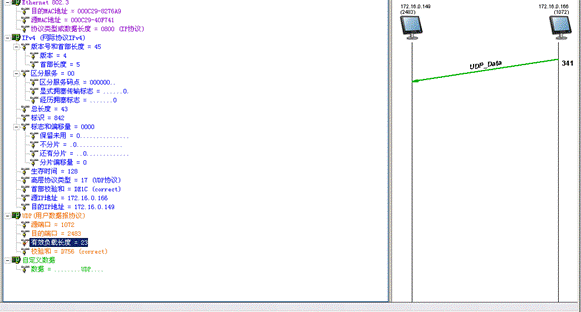 Ethernet 802.3
目的MAC地址 = 000C29-8276A9
源MAC地址 = 000C29-40F741
协议类型或数据长度 = 0800 (IP协议)
IPv4 (网际协议IPv4)
版本号和首部长度 = 45
版本 = 4
首部长度 = 5
区分服务 = 00
区分服务码点 = 000000..
显式拥塞传输标志 = ......0.
经历拥塞标志 = .......0
总长度 = 43
标识 = 842
标志和偏移量 = 0000
保留未用 = 0...............
不分片 = .0..............
还有分片 = ..0.............
分片偏移量 = 0
生存时间 = 128
高层协议类型 = 17 (UDP协议)
首部校验和 = DE1C (correct)
源IP地址 = 172.16.0.166
目的IP地址 = 172.16.0.149
UDP(用户数据报协议)
源端口 = 1072
目的端口 = 2483
有效负载长度 = 23
校验和 = D756 (correct)
自定义数据
数据 = ........UDP....
172.16.0.149
(2483)
172.16.0.166
(1072)
UDP_Data
341